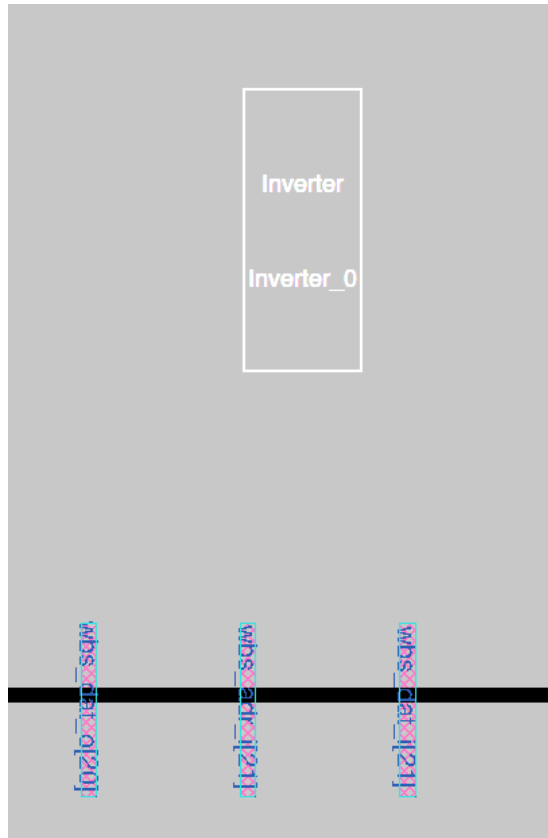 Inverter
Inverter_0
wbs_dat_o[20]
wbs_adr_i[21]
wbs_dat_i[21]